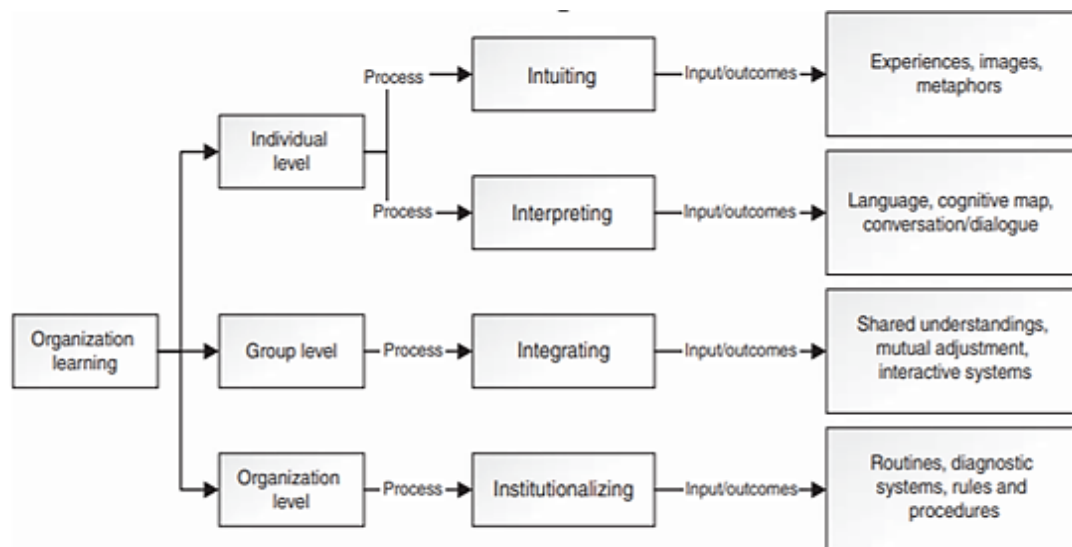 Process
Intuiting
Input/outcomes
Experiences, images,
metaphors
Individual
level
Process
Interpreting
Input/outcomes
Language, cognitive map,
conversation/dialogue
Organization
learning
Group level
Process
Integrating
Input/outcomes
Shared understandings,
mutual adjustment,
interactive systems
Organization
level
Process
Institutionalizing
Input/outcomes
Routines, diagnostic
systems, rules and
procedures